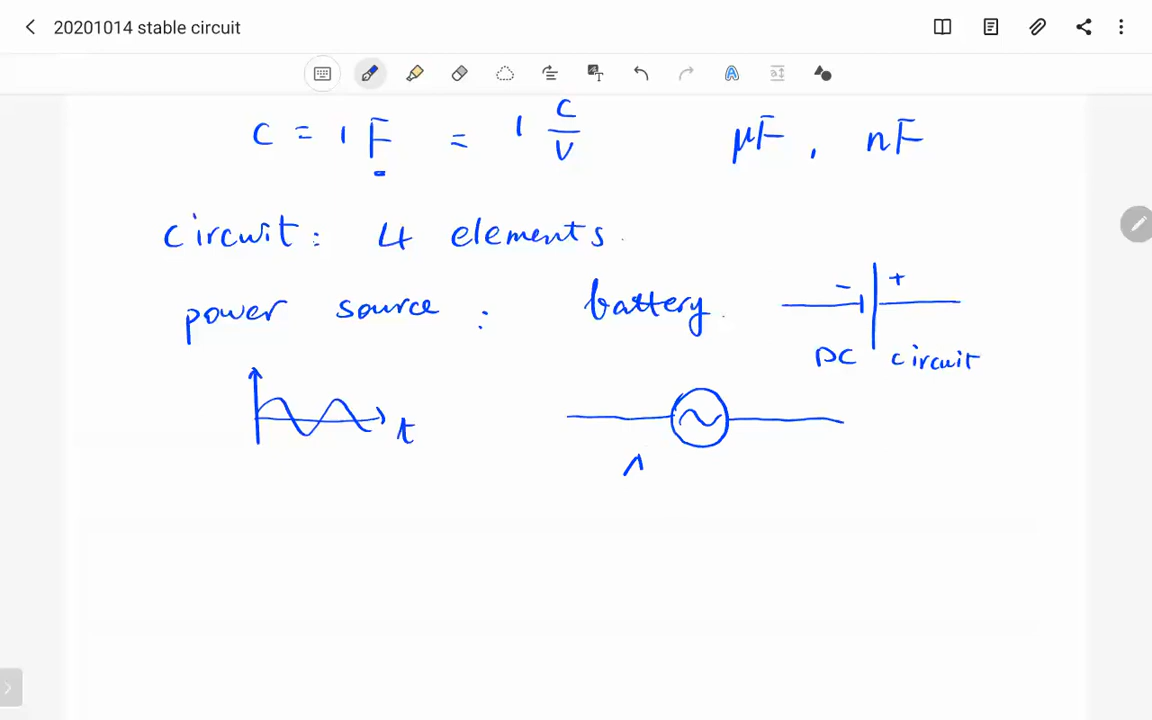 20201014 stable circuit
C = 1 F = 1 C/V μF, nF
circuit: 4 elements.
power source: battery. - +
DC circuit
t